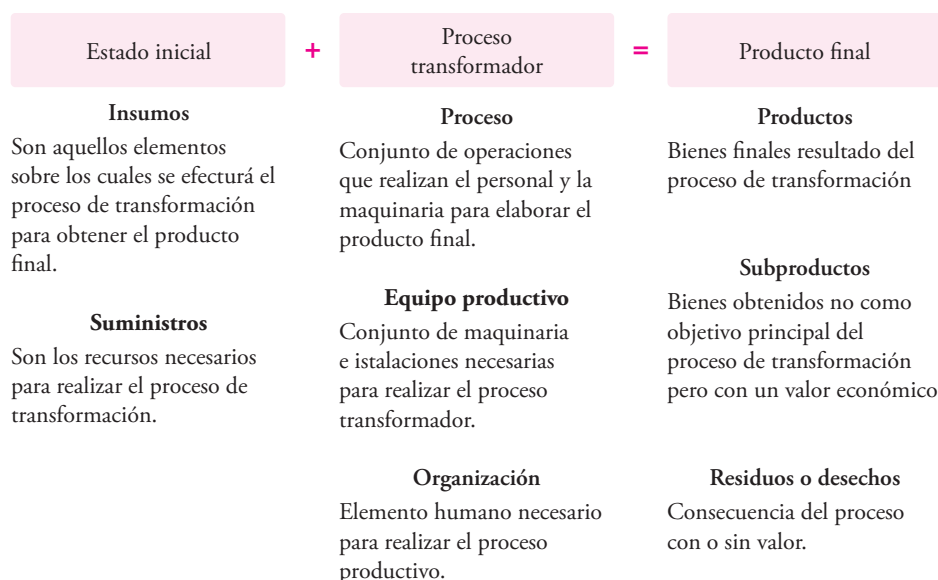 Estado inicial
+
Proceso
transformador
=
Producto final
Insumos
Son aquellos elementos
sobre los cuales se efecturá el
proceso de transformación
para obtener el producto
final.
Suministros
Son los recursos necesarios
para realizar el proceso de
transformación.
Proceso
Conjunto de operaciones
que realizan el personal y la
maquinaria para elaborar el
producto final.
Equipo productivo
Conjunto de maquinaria
e istalaciones necesarias
para realizar el proceso
transformador.
Organización
Elemento humano necesario
para realizar el proceso
productivo.
Productos
Bienes finales resultado del
proceso de transformación
Subproductos
Bienes obtenidos no como
objetivo principal del
proceso de transformación
pero con un valor económico
Residuos o desechos
Consecuencia del proceso
con o sin valor.